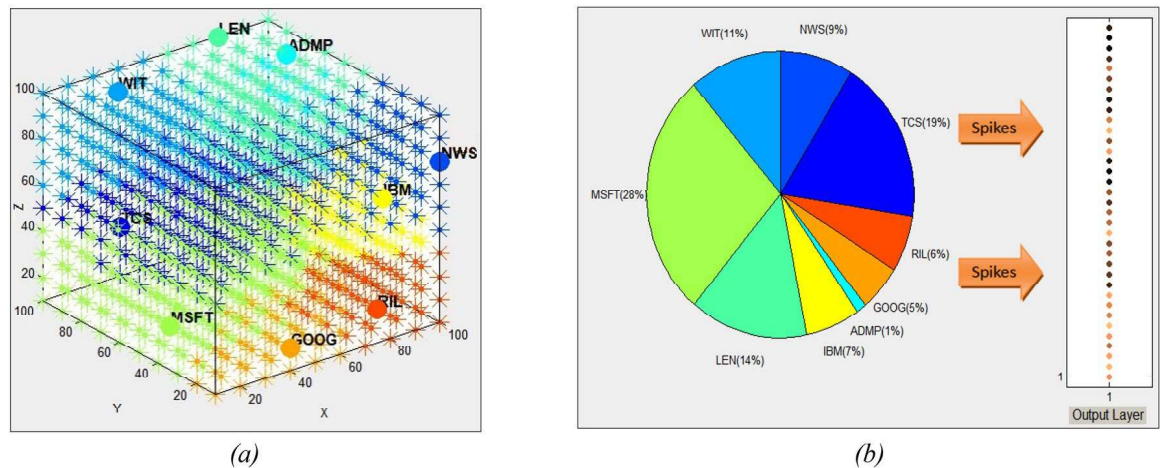 LEN
ADMP
WIT
NWS
IBM
TCS
MSFT
RIL
GOOG
100
80
60
40
20
Z
100
80
60
40
20
Y
20
40
60
80
100
X
(a)
WIT(11%)
NWS(9%)
TCS(19%)
MSFT(28%)
RIL(6%)
GOOG(5%)
ADMP(1%)
IBM(7%)
LEN(14%)
Spikes
Spikes
1
1
Output Layer
(b)